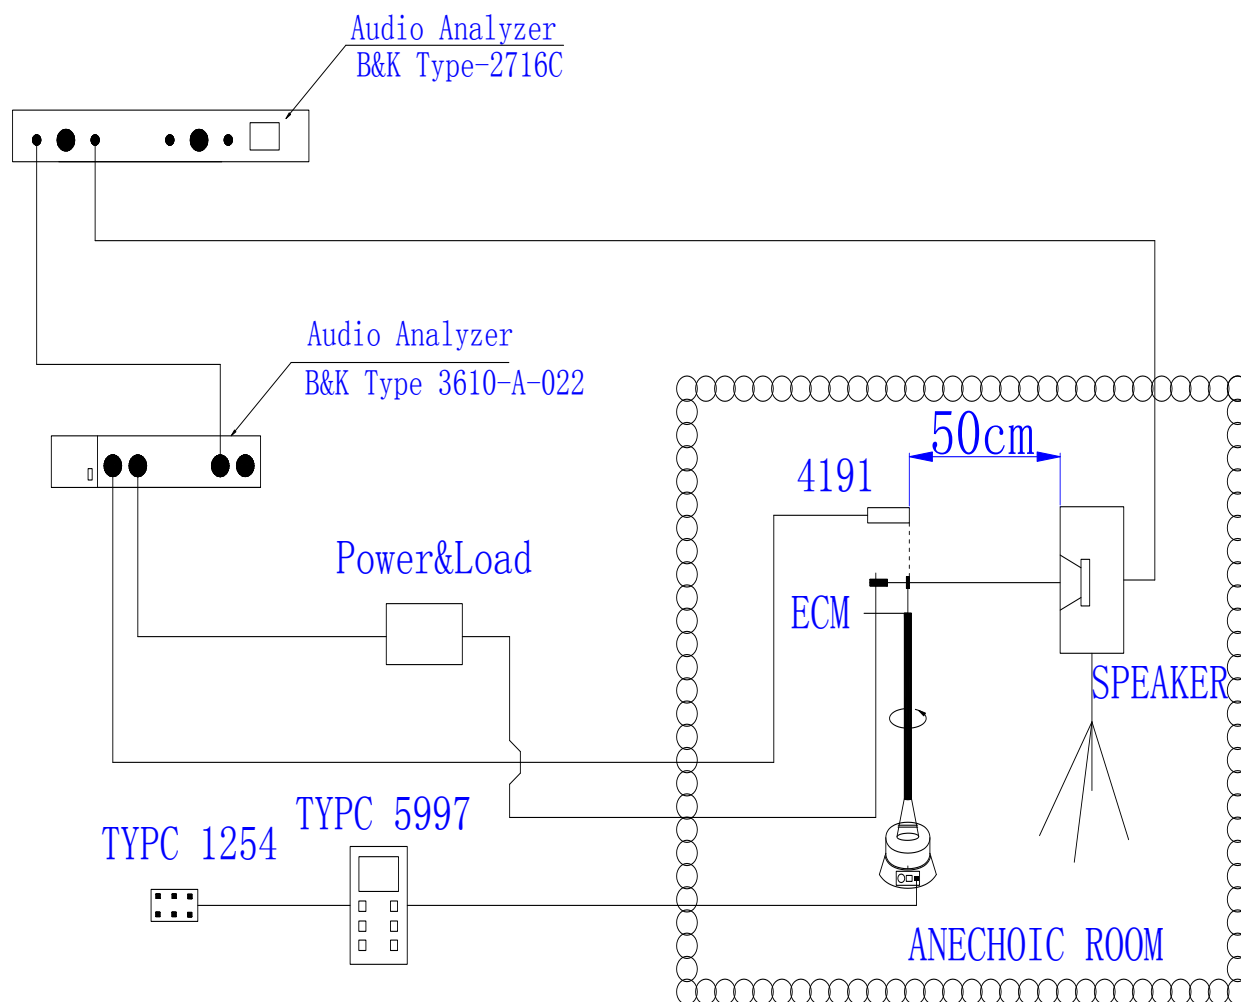 Audio Analyzer
B&K Type-2716C
Audio Analyzer
B&K Type 3610-A-022
50cm
4191
Power&Load
ECM
SPEAKER
TYPC 5997
TYPC 1254
ANECHOIC ROOM